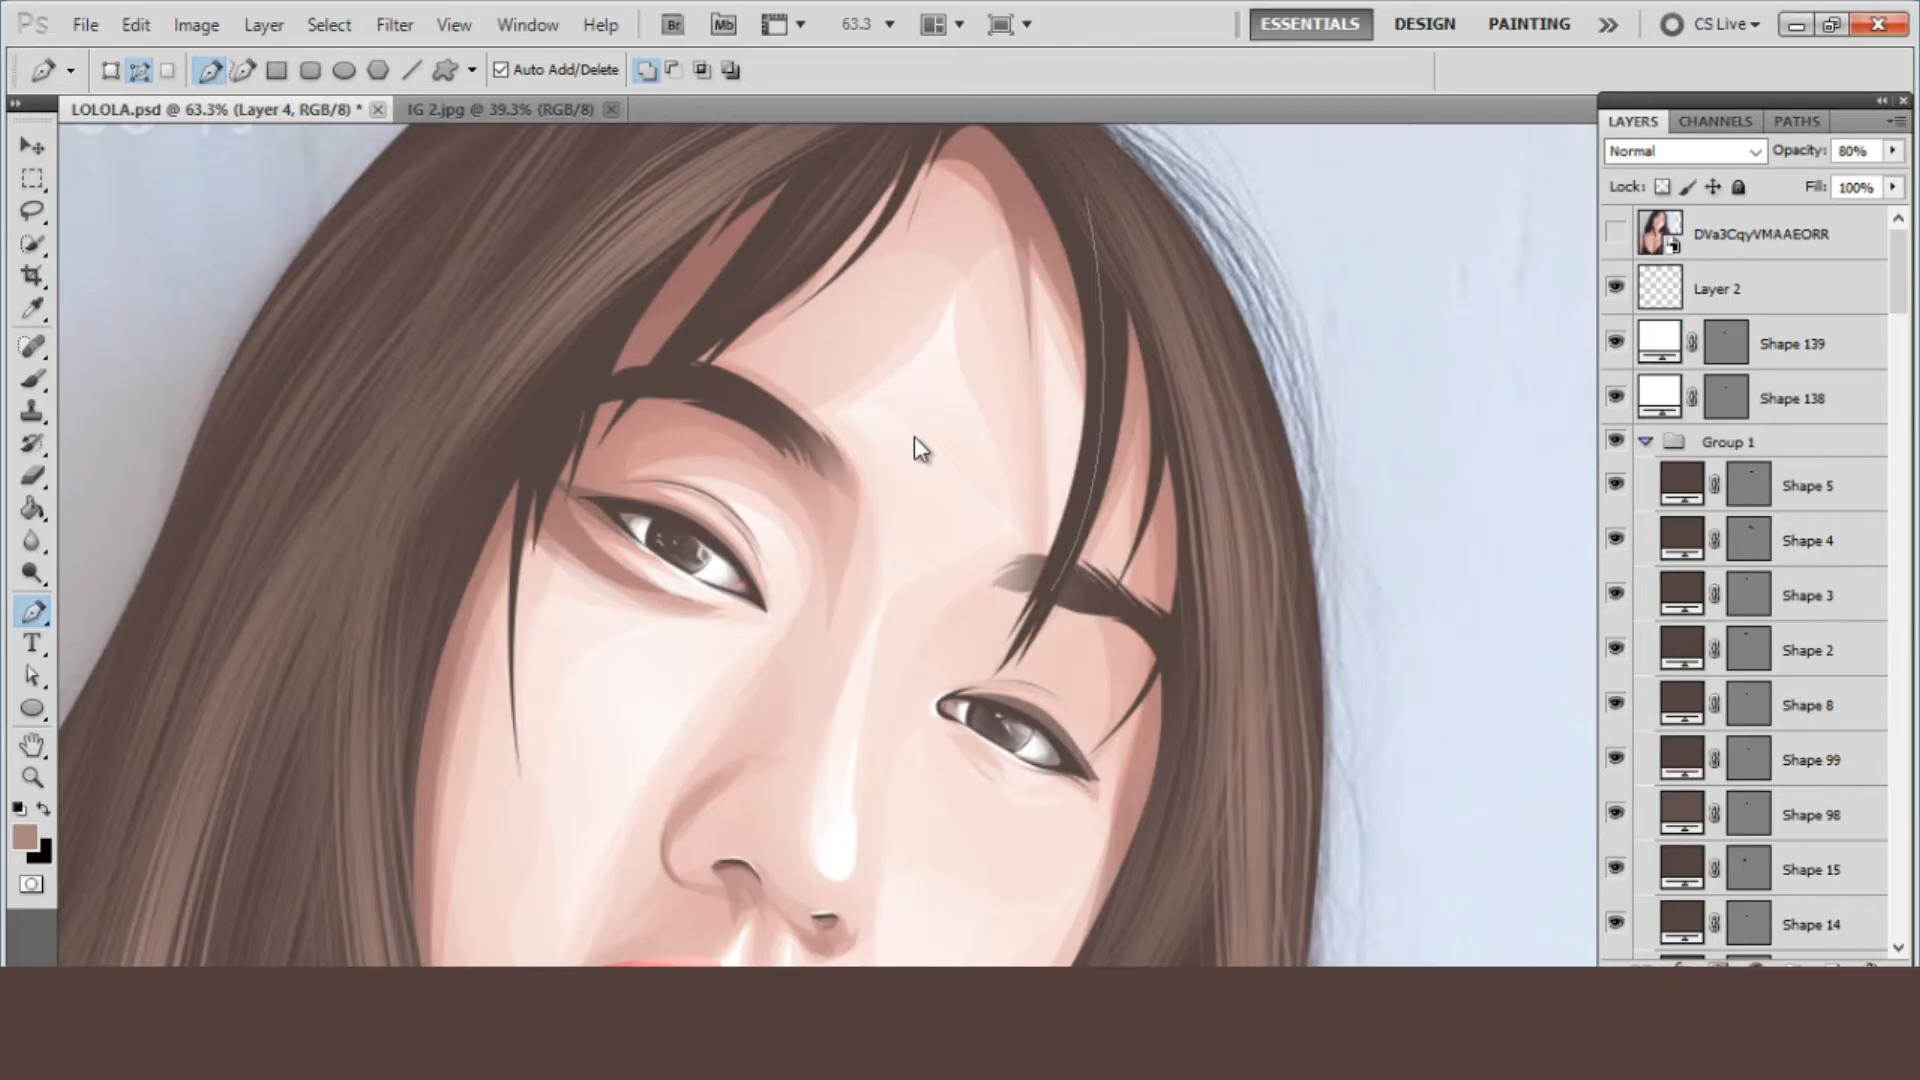 Ps File Edit Image Layer Select Filter View Window Help Br Mb 63.3 ESSENTIALS DESIGN PAINTING CS Live
Auto Add/Delete
LOLOLA.psd @ 63.3% (Layer 4, RGB/8) * IG 2.jpg @ 39.3% (RGB/8)
LAYERS CHANNELS PATHS
Normal Opacity: 80%
Lock: Fill: 100%
DVa3CqyVMAAEORR
Layer 2
Shape 139
Shape 138
Group 1
Shape 5
Shape 4
Shape 3
Shape 2
Shape 8
Shape 99
Shape 98
Shape 15
Shape 14